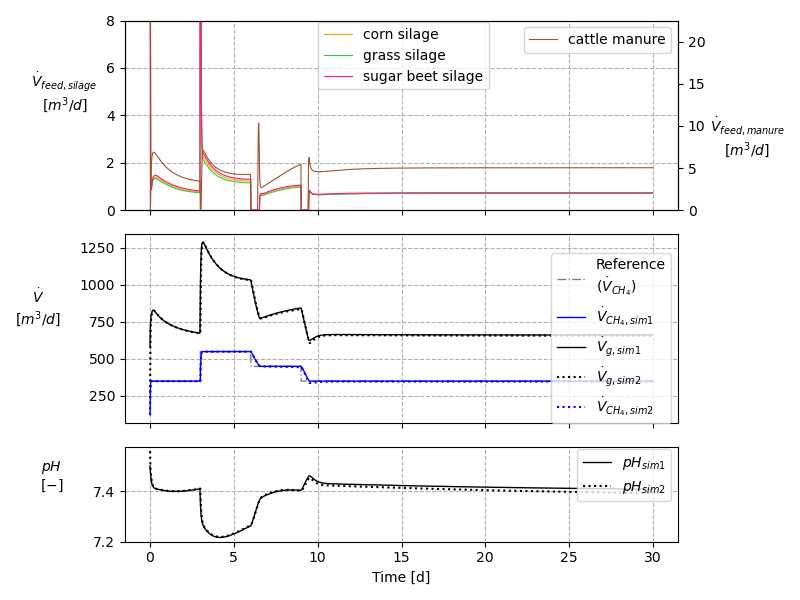 8
6
4
2
0
V̇feed,silage
[m³/d]
corn silage
grass silage
sugar beet silage
cattle manure
20
15
10
5
0
V̇feed,manure
[m³/d]
1250
1000
750
500
250
V̇
[m³/d]
Reference
(V̇CH₄)
V̇CH₄,sim1
V̇g,sim1
V̇g,sim2
V̇CH₄,sim2
7.4
7.2
pH
[−]
pHsim1
pHsim2
0 5 10 15 20 25 30
Time [d]